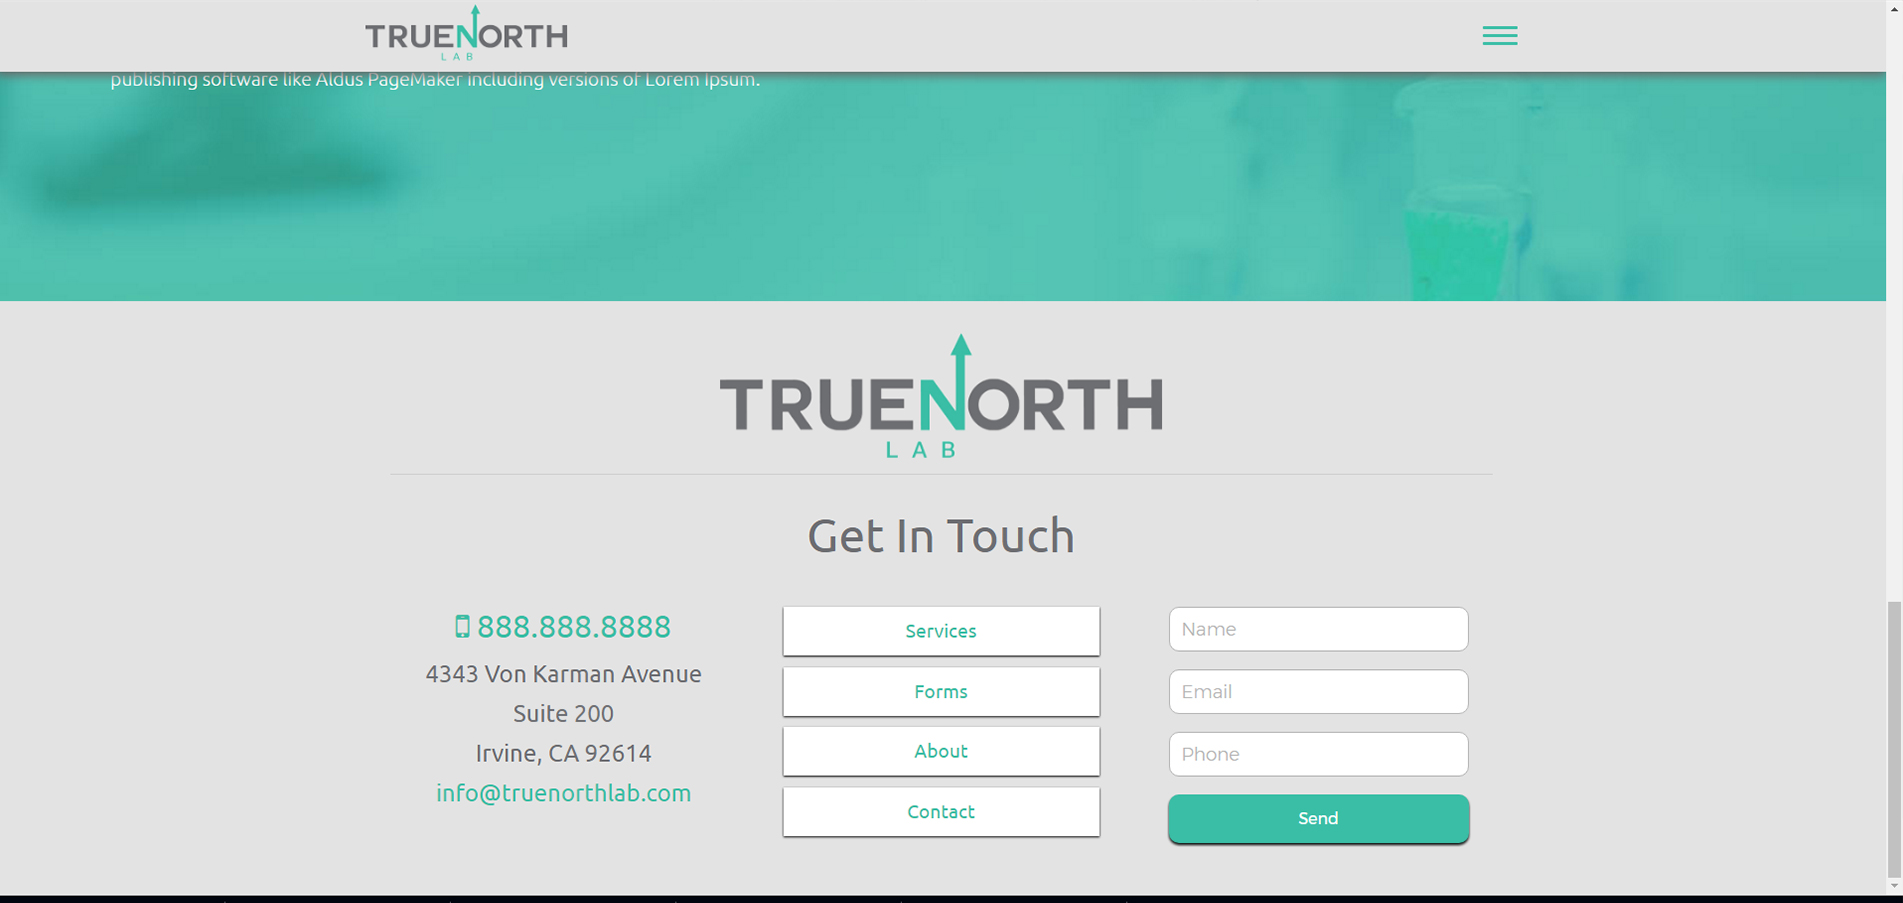 TRUENORTH
LAB
publishing software like Aldus PageMaker including versions of Lorem Ipsum.
TRUENORTH
LAB
Get In Touch
888.888.8888
4343 Von Karman Avenue
Suite 200
Irvine, CA 92614
info@truenorthlab.com
Services
Forms
About
Contact
Name
Email
Phone
Send